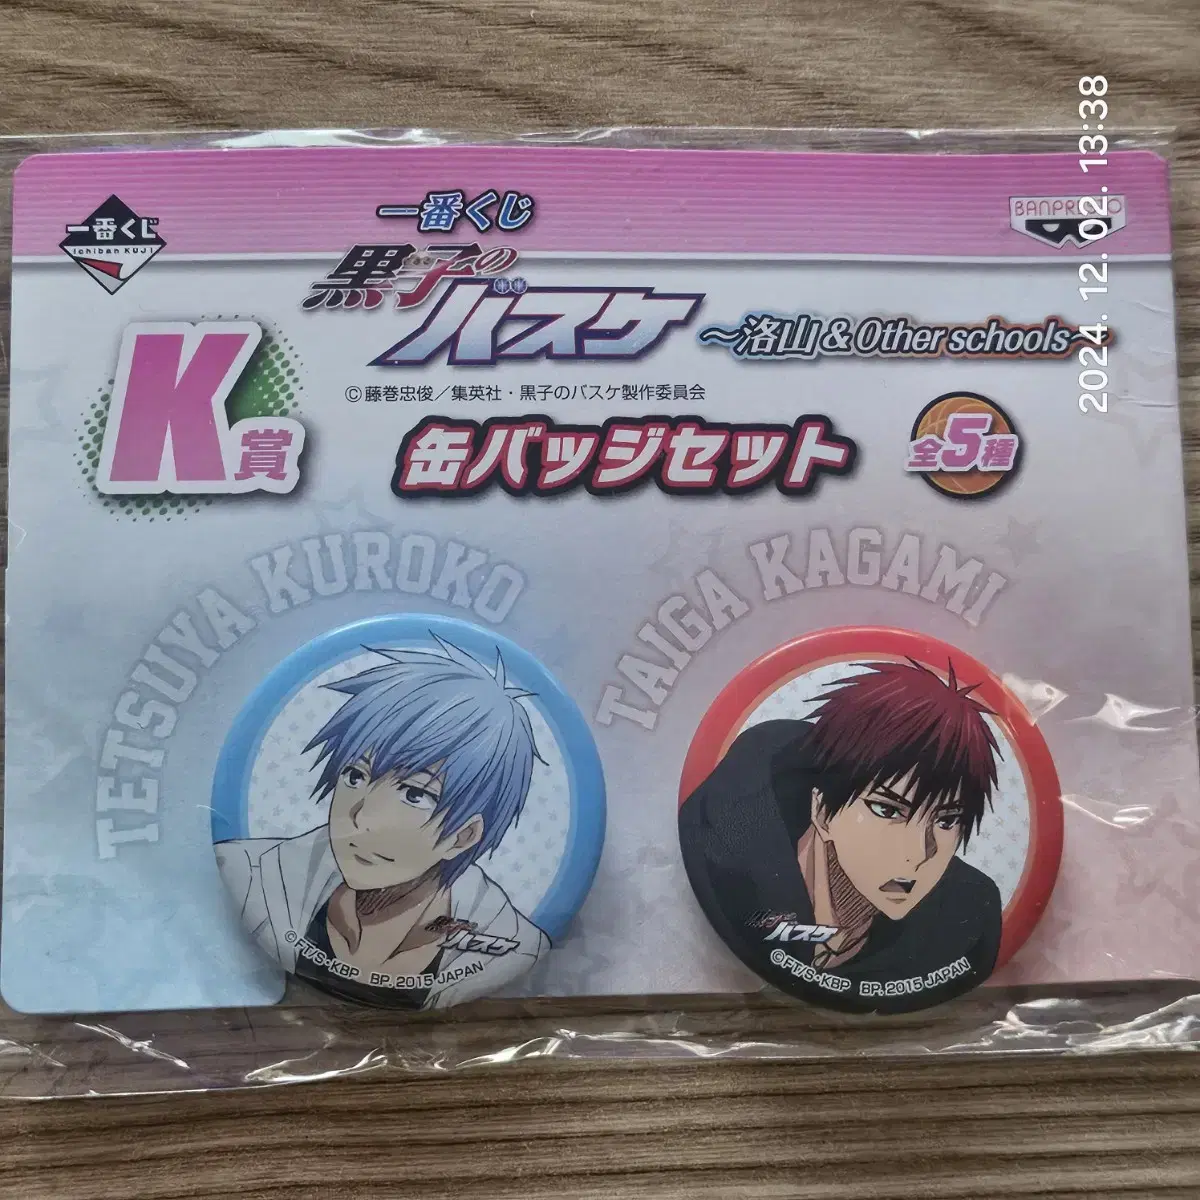 一番くじ
Ichiban KUJI
一番くじ
BANPRESTO
黒子の
バスケ
～洛山&Other schools～
©藤巻忠俊／集英社・黒子のバスケ製作委員会
K賞
缶バッジセット
全5種
TETSUYA KUROKO
TAIGA KAGAMI
黒子の
バスケ
©FT/S・KBP BP. 2015 JAPAN
黒子の
バスケ
©FT/S・KBP BP. 2015 JAPAN
2024. 12. 02. 13:38